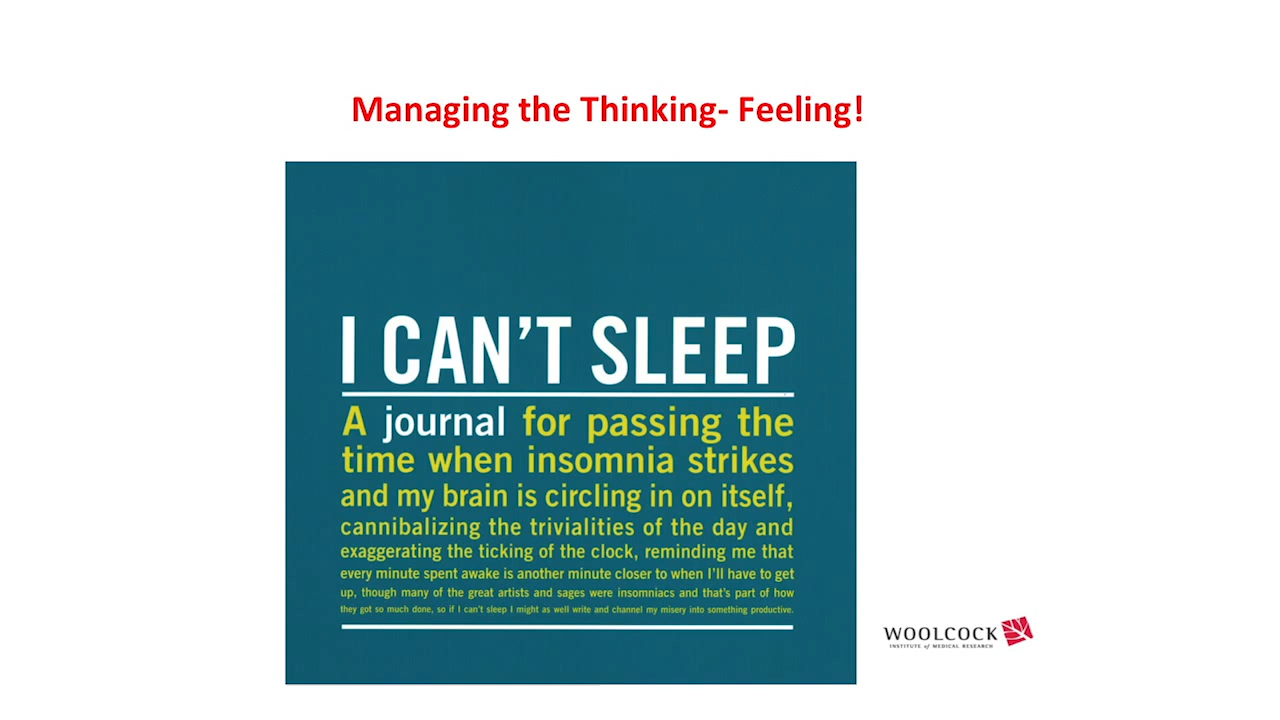 Managing the Thinking- Feeling!
I CAN'T SLEEP
A journal for passing the
time when insomnia strikes
and my brain is circling in on itself,
cannibalizing the trivialities of the day and
exaggerating the ticking of the clock, reminding me that
every minute spent awake is another minute closer to when I'll have to get
up, though many of the great artists and sages were insomniacs and that's part of how
they got so much done, so if I can't sleep I might as well write and channel my misery into something productive.
WOOLCOCK
INSTITUTE of MEDICAL RESEARCH